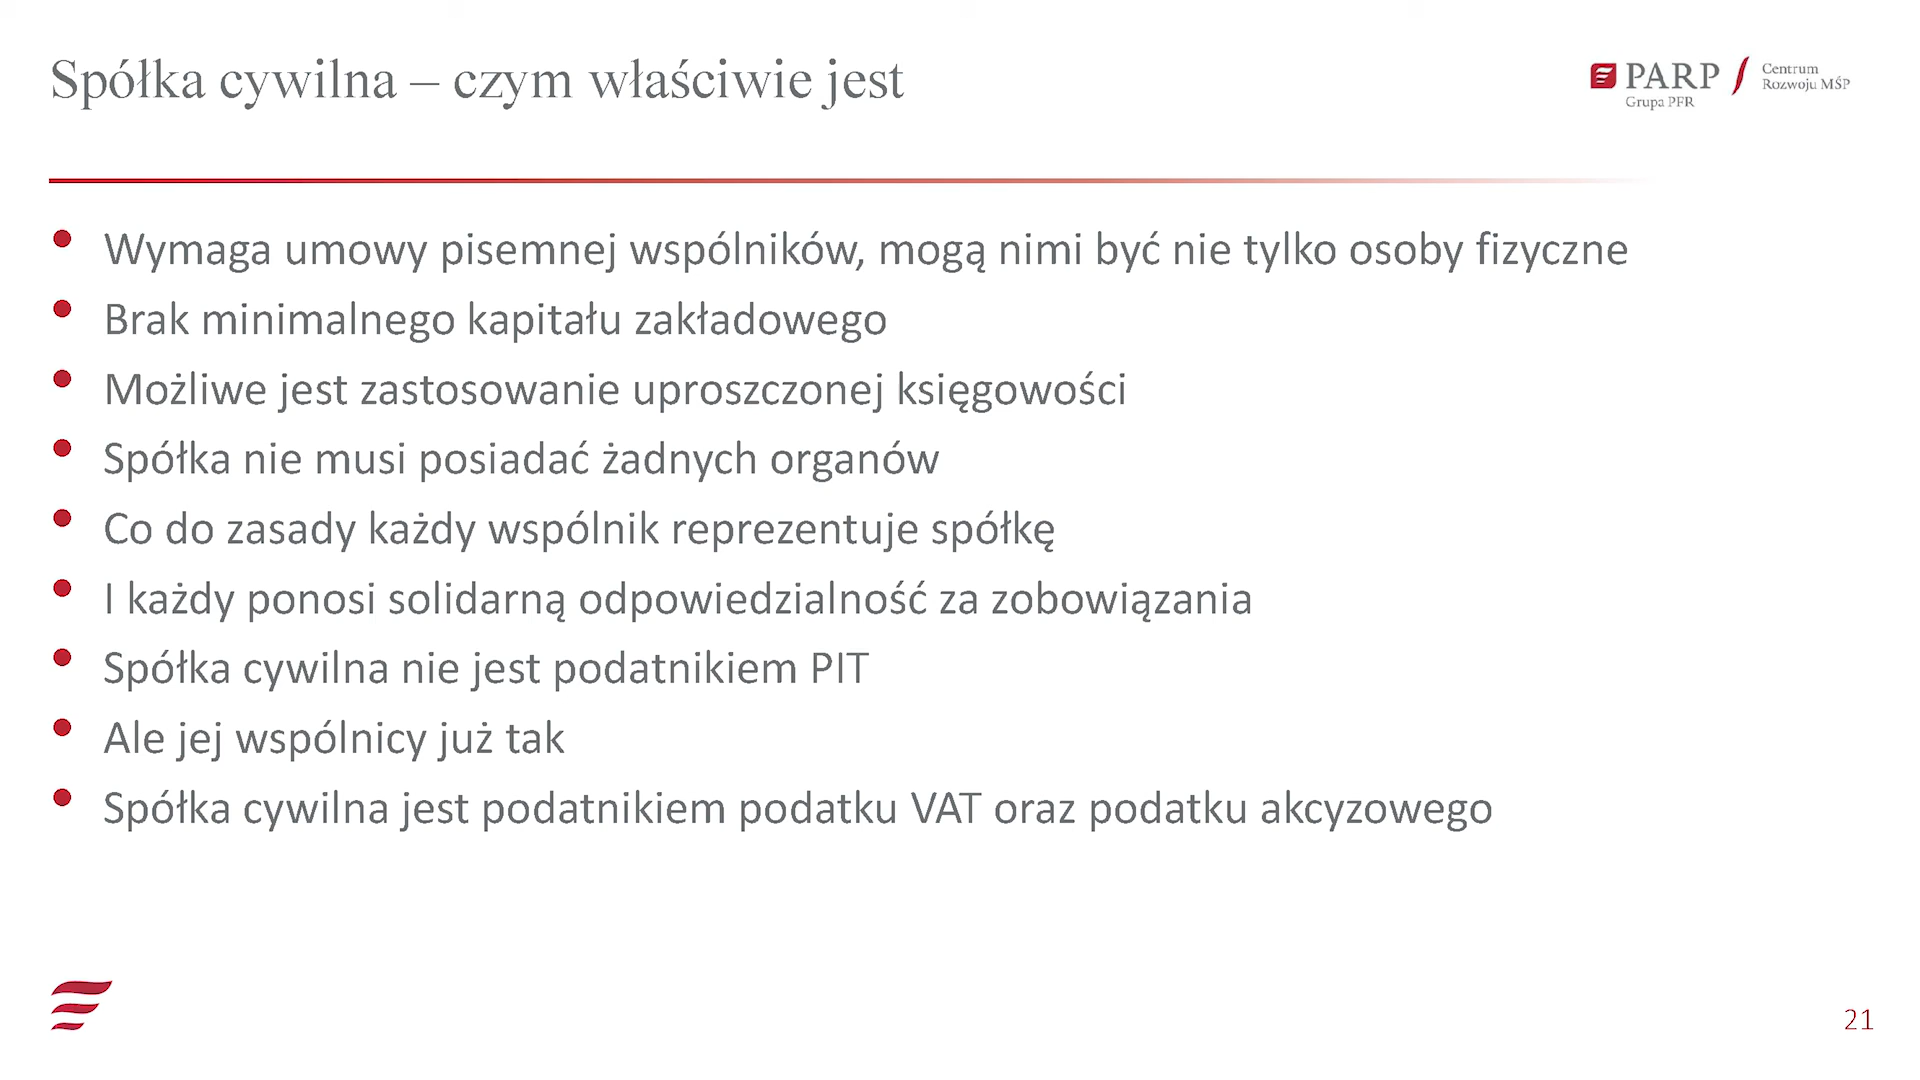 Spółka cywilna – czym właściwie jest
PARP
Grupa PFR
Centrum
Rozwoju MŚP
• Wymaga umowy pisemnej wspólników, mogą nimi być nie tylko osoby fizyczne
• Brak minimalnego kapitału zakładowego
• Możliwe jest zastosowanie uproszczonej księgowości
• Spółka nie musi posiadać żadnych organów
• Co do zasady każdy wspólnik reprezentuje spółkę
• I każdy ponosi solidarną odpowiedzialność za zobowiązania
• Spółka cywilna nie jest podatnikiem PIT
• Ale jej wspólnicy już tak
• Spółka cywilna jest podatnikiem podatku VAT oraz podatku akcyzowego
21